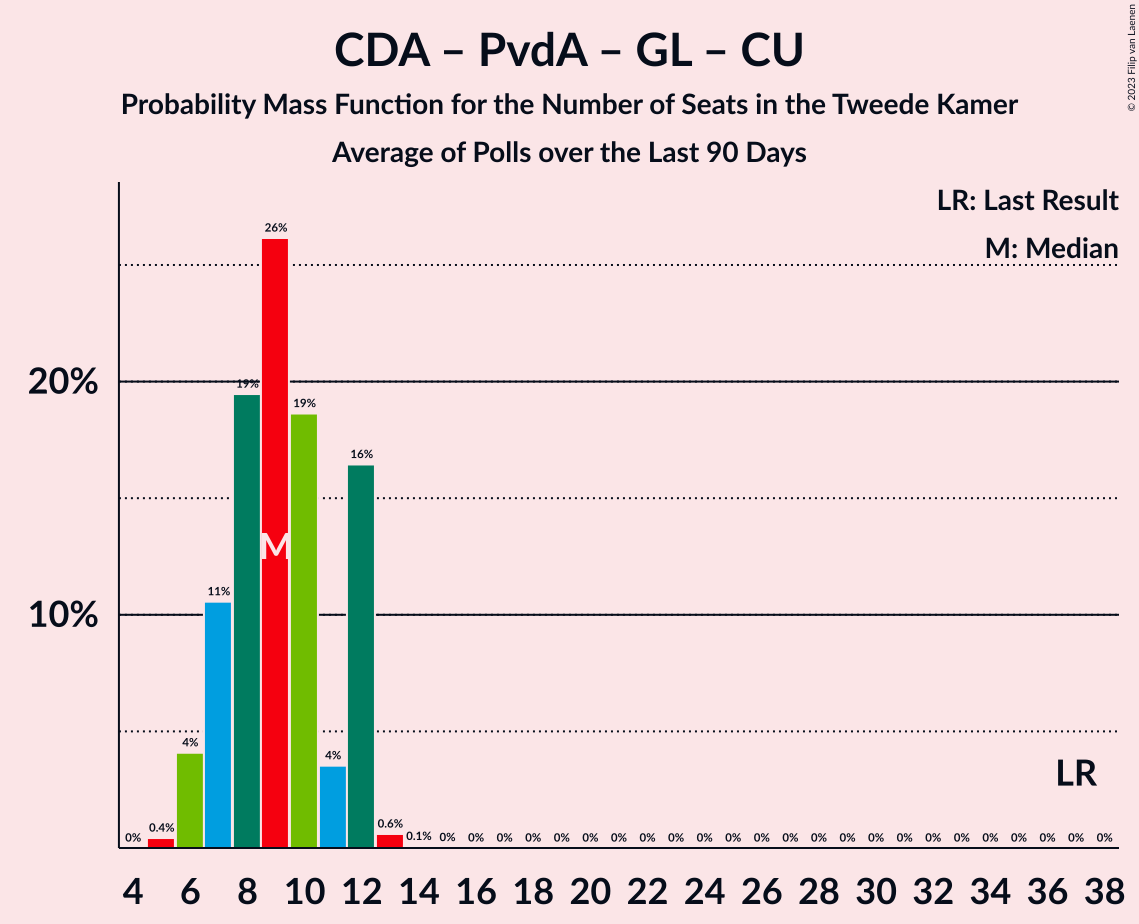 CDA – PvdA – GL – CU
Probability Mass Function for the Number of Seats in the Tweede Kamer
Average of Polls over the Last 90 Days
© 2023 Filip van Laenen
LR: Last Result
M: Median
20%
10%
0% 0.4% 4% 11% 19% 26% 19% 4% 16% 0.6% 0.1% 0% 0% 0% 0% 0% 0% 0% 0% 0% 0% 0% 0% 0% 0% 0% 0% 0% 0% 0% 0% 0% 0% 0% 0%
M
LR
4 6 8 10 12 14 16 18 20 22 24 26 28 30 32 34 36 38